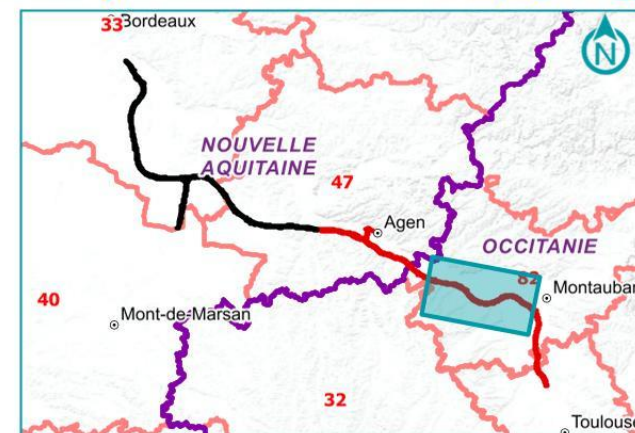 33
Bordeaux
N
NOUVELLE
AQUITAINE
47
Agen
OCCITANIE
82
Montauban
40
Mont-de-Marsan
32
Toulouse